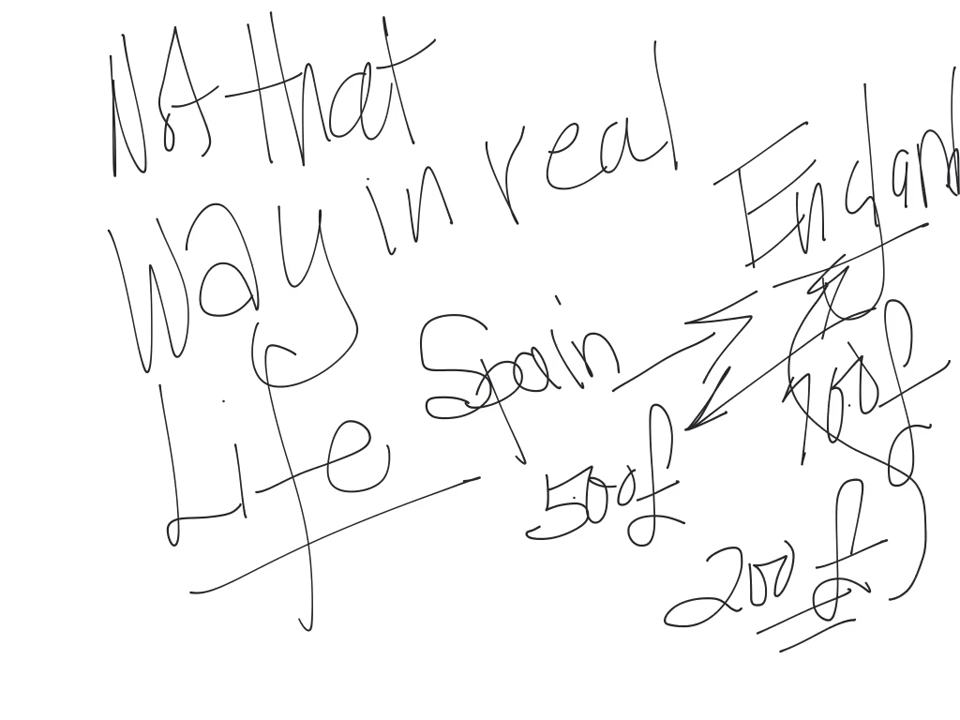 Not that
way in real
Life
England
Spain
500£
700£
200£